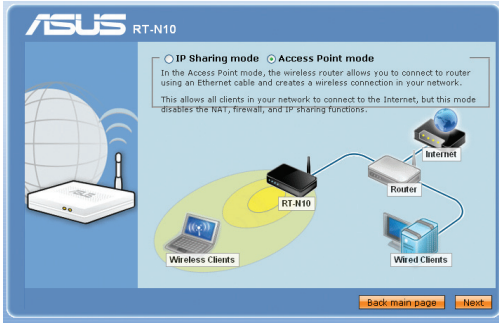 ASUS RT-N10
IP Sharing mode Access Point mode
In the Access Point mode, the wireless router allows you to connect to router
using an Ethernet cable and creates a wireless connection in your network.
This allows all clients in your network to connect to the Internet, but this mode
disables the NAT, firewall, and IP sharing functions.
Internet
Router
RT-N10
ASUS
Wireless Clients
Wired Clients
Back main page Next